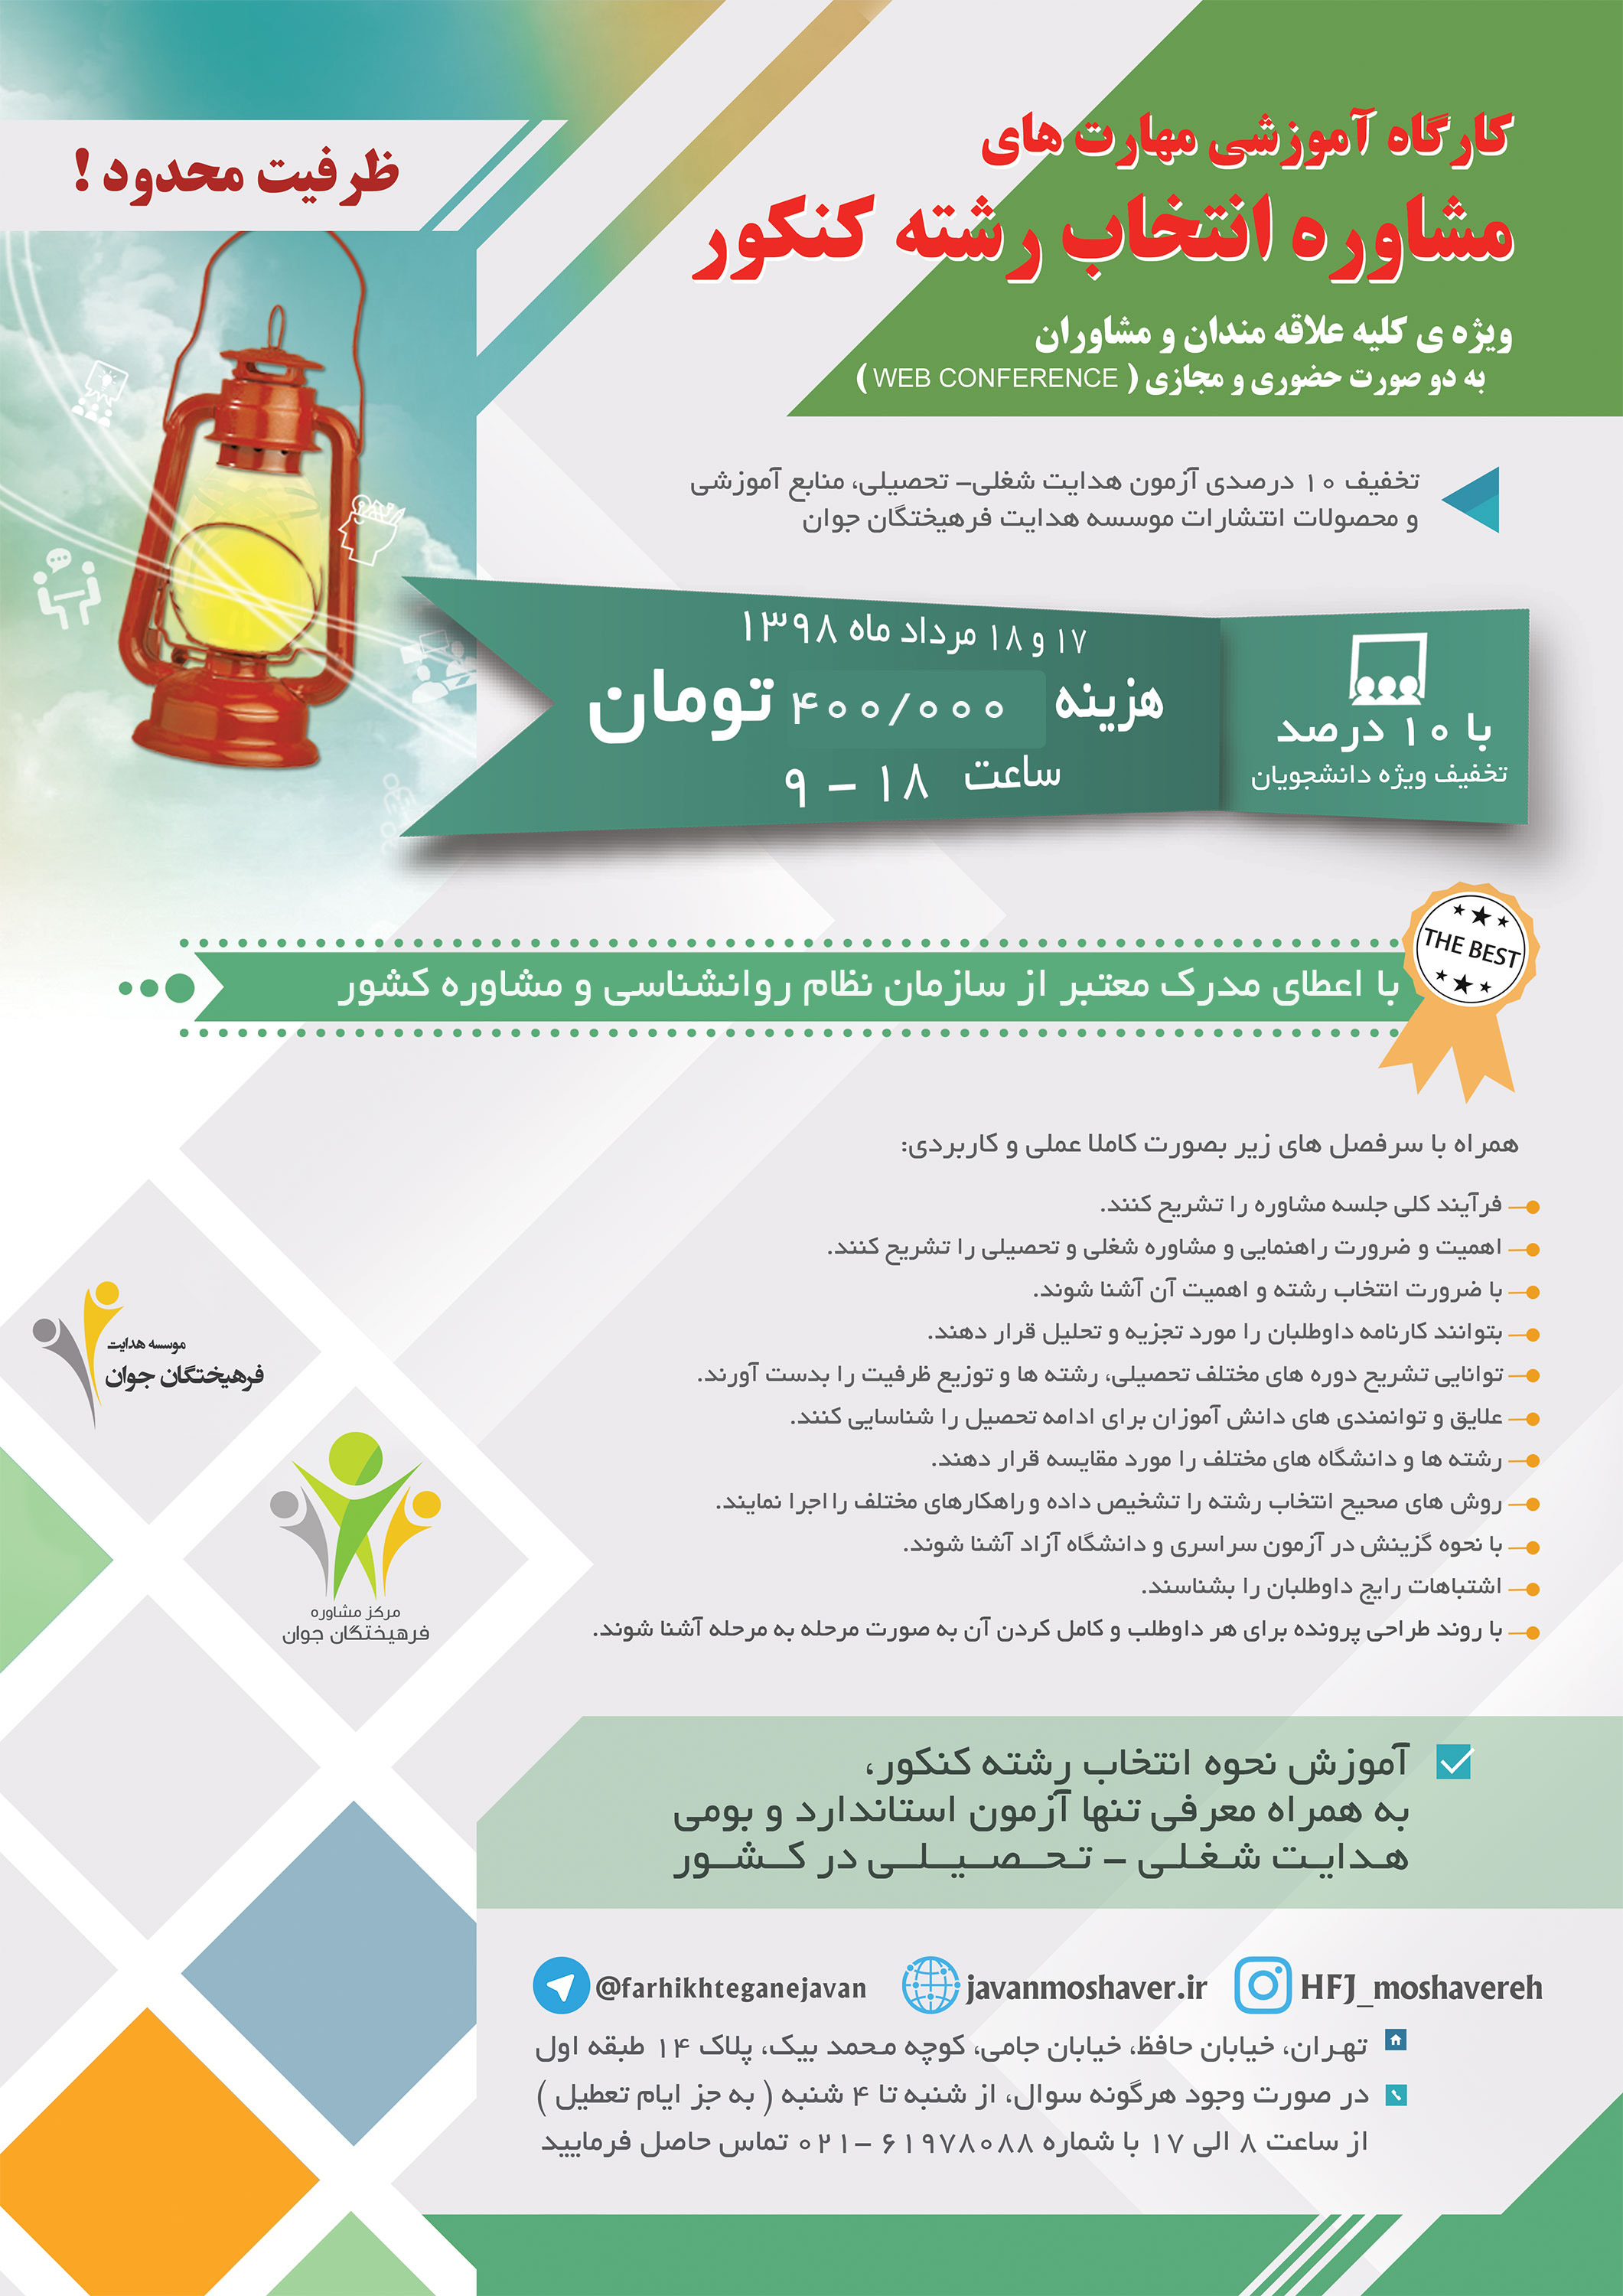 کارگاه آموزشی مهارت های
مشاوره انتخاب رشته کنکور
ویژه ی کلیه علاقه مندان و مشاوران
به دو صورت حضوری و مجازی ( WEB CONFERENCE )
ظرفیت محدود !
تخفیف ۱۰ درصدی آزمون هدایت شغلی- تحصیلی، منابع آموزشی
و محصولات انتشارات موسسه هدایت فرهیختگان جوان
۱۷ و ۱۸ مرداد ماه ۱۳۹۸
هزینه ۴۰۰/۰۰۰ تومان
ساعت ۱۸ - ۹
با ۱۰ درصد
تخفیف ویژه دانشجویان
THE BEST
با اعطای مدرک معتبر از سازمان نظام روانشناسی و مشاوره کشور
همراه با سرفصل های زیر بصورت کاملا عملی و کاربردی:
فرآیند کلی جلسه مشاوره را تشریح کنند.
اهمیت و ضرورت راهنمایی و مشاوره شغلی و تحصیلی را تشریح کنند.
با ضرورت انتخاب رشته و اهمیت آن آشنا شوند.
بتوانند کارنامه داوطلبان را مورد تجزیه و تحلیل قرار دهند.
توانایی تشریح دوره های مختلف تحصیلی، رشته ها و توزیع ظرفیت را بدست آورند.
علایق و توانمندی های دانش آموزان برای ادامه تحصیل را شناسایی کنند.
رشته ها و دانشگاه های مختلف را مورد مقایسه قرار دهند.
روش های صحیح انتخاب رشته را تشخیص داده و راهکارهای مختلف را اجرا نمایند.
با نحوه گزینش در آزمون سراسری و دانشگاه آزاد آشنا شوند.
اشتباهات رایج داوطلبان را بشناسند.
با روند طراحی پرونده برای هر داوطلب و کامل کردن آن به صورت مرحله به مرحله آشنا شوند.
موسسه هدایت
فرهیختگان جوان
مرکز مشاوره
فرهیختگان جوان
آموزش نحوه انتخاب رشته کنکور،
به همراه معرفی تنها آزمون استاندارد و بومی
هدایت شغلی - تحصیلی در کشور
@farhikhteganejavan
javanmoshaver.ir
HFJ_moshavereh
تهران، خیابان حافظ، خیابان جامی، کوچه محمد بیک، پلاک ۱۴ طبقه اول
در صورت وجود هرگونه سوال، از شنبه تا ۴ شنبه ( به جز ایام تعطیل )
از ساعت ۸ الی ۱۷ با شماره ۶۱۹۷۸۰۸۸ -۰۲۱ تماس حاصل فرمایید